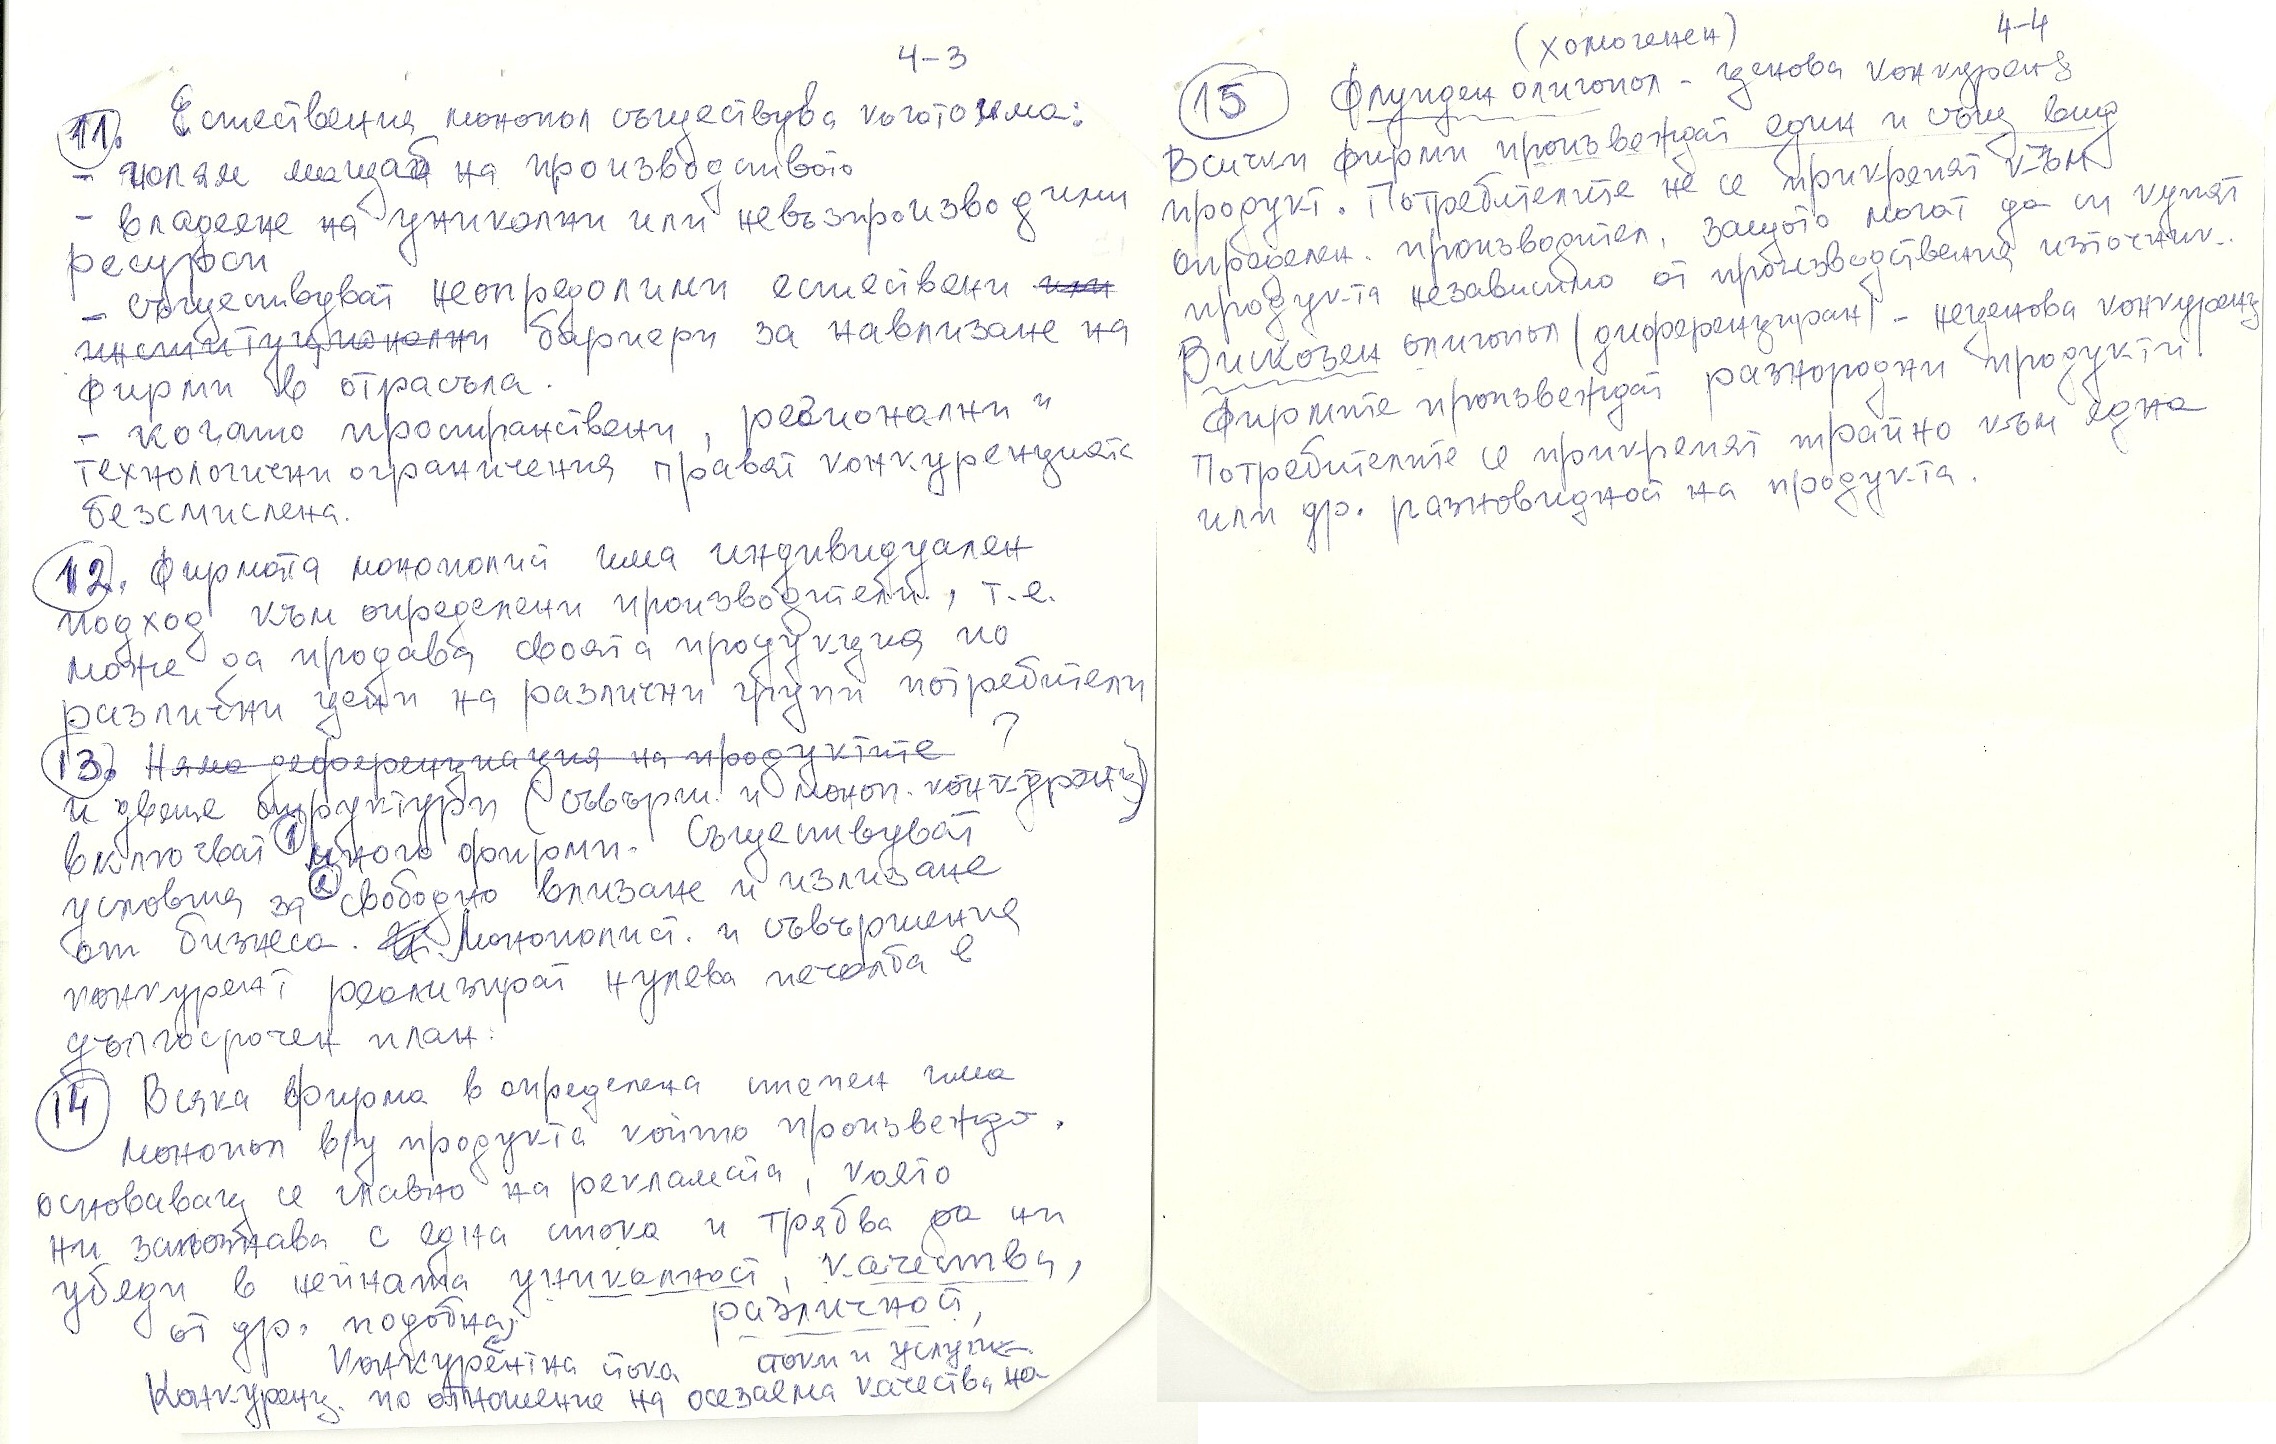 4-3
11. Естествения монопол съществува когато има:
- голям мащаб на производството
- владеене на уникални или невъзпроизводими
ресурси
- съществуват неопредолими естествени или
институционални бариери за навлизане на
фирми в отрасъла.
- когато пространствени, регионални и
технологични ограничения правят конкуренцията
безсмислена.
12. Фирмата монополист има индивидуален
подход към определени производители, т.е.
може да продава своята продукция по
различни цени на различни групи потребители
?
13. Няма диференциация на продуктите
и двете структури (съвърш. и моноп. конкуренц)
включват ① много фирми. Съществуват
условия за ② свободно влизане и излизане
от бизнеса. Монополист. и съвършения
конкурент реализират нулева печалба в
дългосрочен план.
14 Всяка фирма в определена степен има
монопол в/у продукта който произвежда,
основаващ се главно на рекламата, която
ни запознава с една стока и трябва да ни
убеди в нейната уникалност, качества,
различност,
от др. подобна,
конкурентна стока
стоки и услуги
Конкуренц. по отношение на осезаема качества на
4-4
(хомогенен)
15 Флуиден олигопол - ценова конкуренц
Всички фирми произвеждат един и същ вид
продукт. Потребителите не се прикрепят към
определен производител, защото могат да си купят
продукта независимо от производствения източник.
Вискозен олигопол (диференциран) - неценова конкуренц
Фирмите произвеждат разнородни продукти.
Потребителите се прикрепят трайно към една
или др. разновидност на продукта.